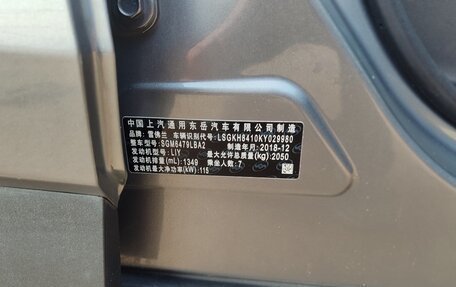 中国上汽通用东岳汽车有限公司制造
品牌：雪佛兰 车辆识别代号：LSGKH8410KY029980
整车型号：SGM6479LBA2 制造年月：2018-12
发动机型号：LIY 最大允许总质量(kg)：2050
发动机排量(mL)：1349 乘坐人数：7
发动机最大净功率(kW)：115